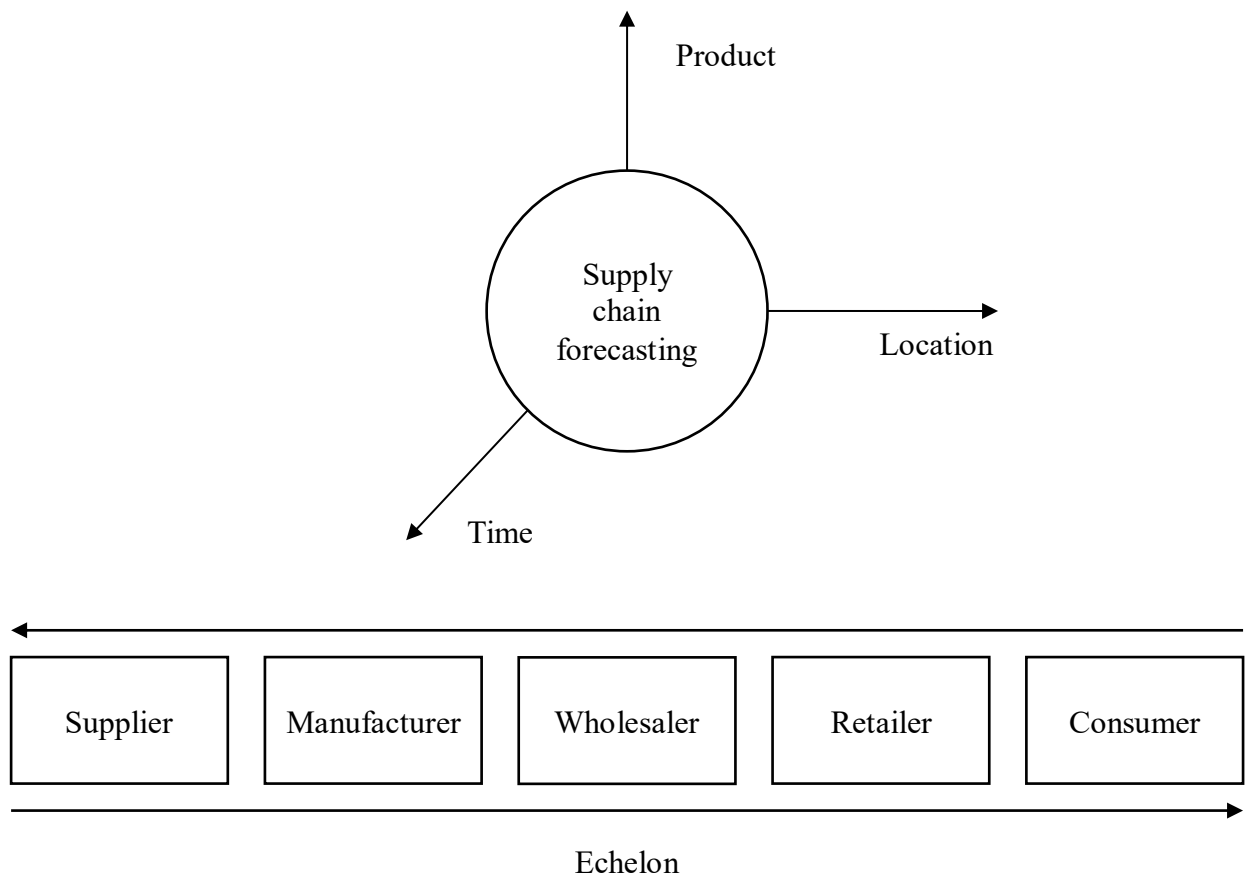 Product
Supply
chain
forecasting
Location
Time
Supplier
Manufacturer
Wholesaler
Retailer
Consumer
Echelon